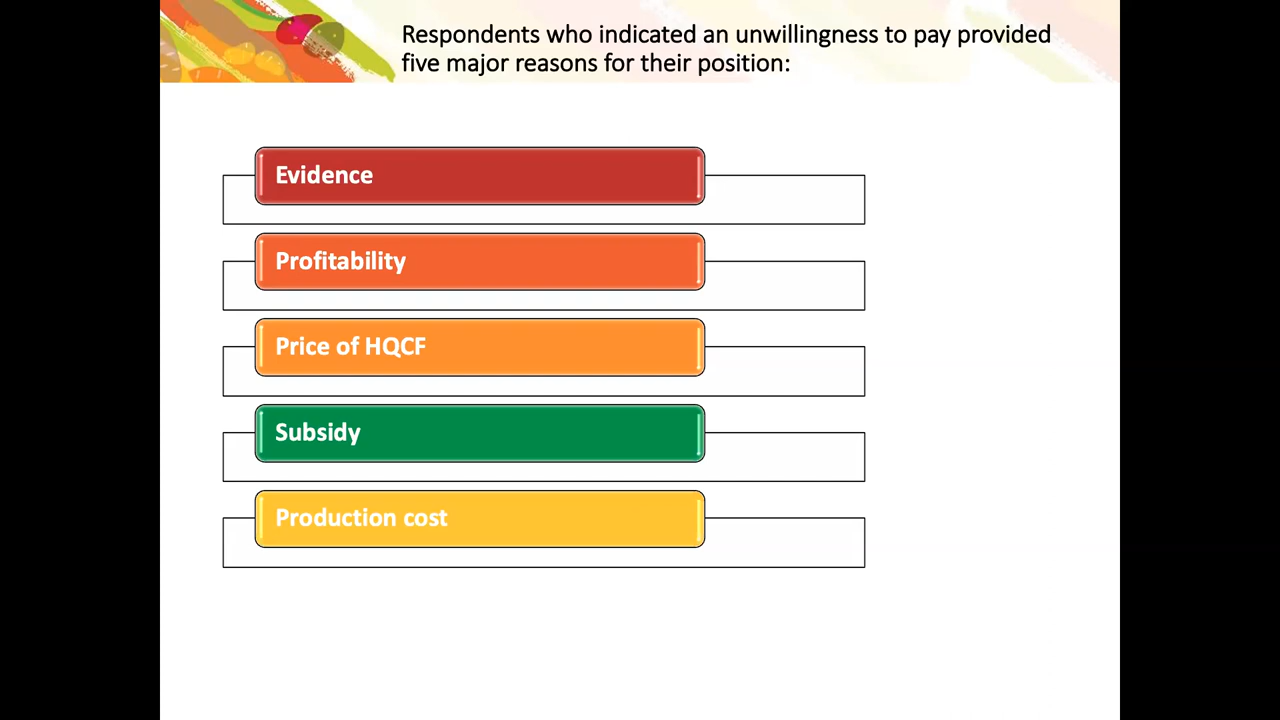 Respondents who indicated an unwillingness to pay provided
five major reasons for their position:
Evidence
Profitability
Price of HQCF
Subsidy
Production cost